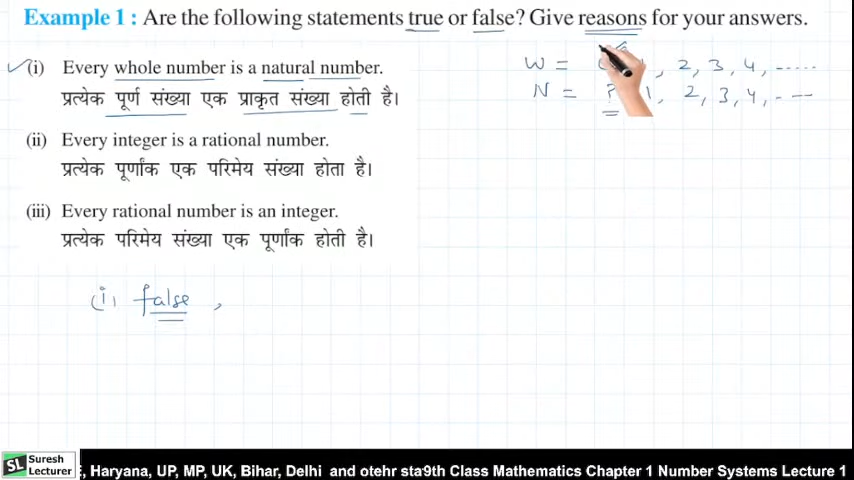 Example 1 : Are the following statements true or false? Give reasons for your answers.
(i) Every whole number is a natural number.
प्रत्येक पूर्ण संख्या एक प्राकृत संख्या होती है।
W = 1, 2, 3, 4, .....
N = ? 1, 2, 3, 4, - --
(ii) Every integer is a rational number.
प्रत्येक पूर्णांक एक परिमेय संख्या होता है।
(iii) Every rational number is an integer.
प्रत्येक परिमेय संख्या एक पूर्णांक होती है।
(i) false ,
SL Suresh Lecturer
, Haryana, UP, MP, UK, Bihar, Delhi and otehr sta9th Class Mathematics Chapter 1 Number Systems Lecture 1